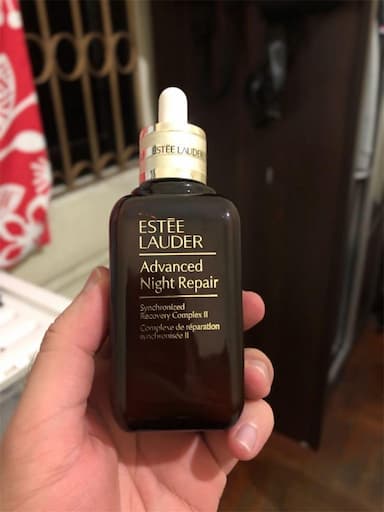 ESTĒE LAUDER
ESTĒE
LAUDER
Advanced
Night Repair
Synchronized
Recovery Complex II
Complexe de réparation
synchronisée II